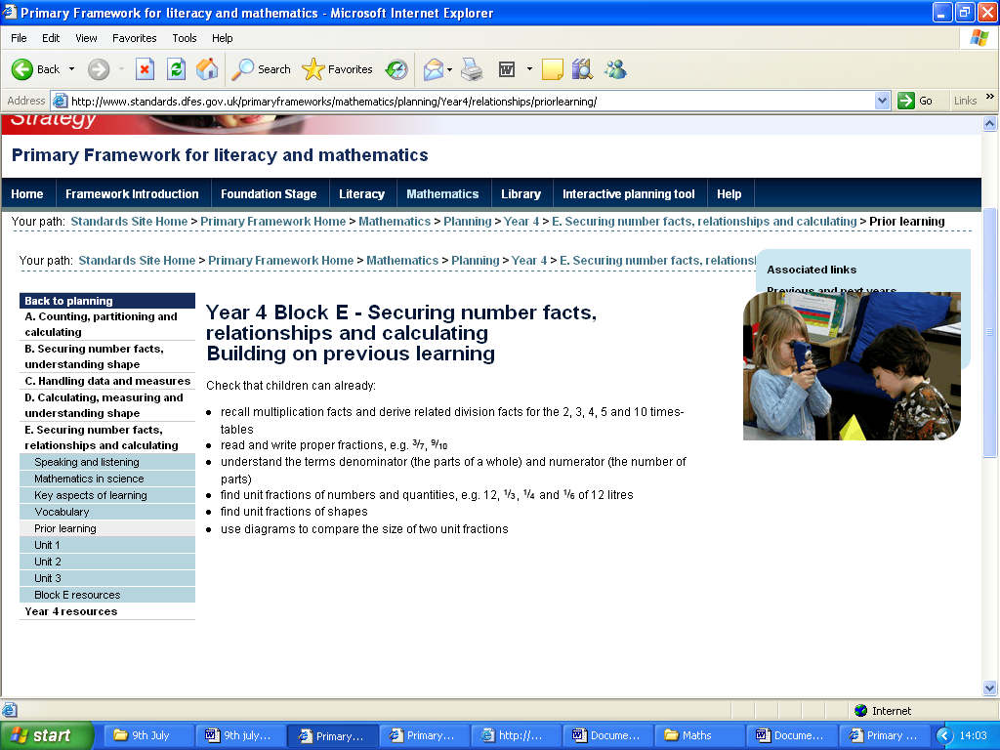 Primary Framework for literacy and mathematics - Microsoft Internet Explorer
File Edit View Favorites Tools Help
Back Search Favorites
Address http://www.standards.dfes.gov.uk/primaryframeworks/mathematics/planning/Year4/relationships/priorlearning/ Go Links »
Strategy
Primary Framework for literacy and mathematics
Home Framework Introduction Foundation Stage Literacy Mathematics Library Interactive planning tool Help
Your path: Standards Site Home > Primary Framework Home > Mathematics > Planning > Year 4 > E. Securing number facts, relationships and calculating > Prior learning
Your path: Standards Site Home > Primary Framework Home > Mathematics > Planning > Year 4 > E. Securing number facts, relations
Associated links
Previous and next years
Back to planning
A. Counting, partitioning and
calculating
B. Securing number facts,
understanding shape
C. Handling data and measures
D. Calculating, measuring and
understanding shape
E. Securing number facts,
relationships and calculating
Speaking and listening
Mathematics in science
Key aspects of learning
Vocabulary
Prior learning
Unit 1
Unit 2
Unit 3
Block E resources
Year 4 resources
Year 4 Block E - Securing number facts,
relationships and calculating
Building on previous learning
Check that children can already:
• recall multiplication facts and derive related division facts for the 2, 3, 4, 5 and 10 times-
tables
• read and write proper fractions, e.g. 3/7, 9/10
• understand the terms denominator (the parts of a whole) and numerator (the number of
parts)
• find unit fractions of numbers and quantities, e.g. 12, 1/3, 1/4 and 1/6 of 12 litres
• find unit fractions of shapes
• use diagrams to compare the size of two unit fractions
Internet
start 9th July 9th july... Primary... Primary... http://... Docume... Maths Docume... Primary ... 14:03